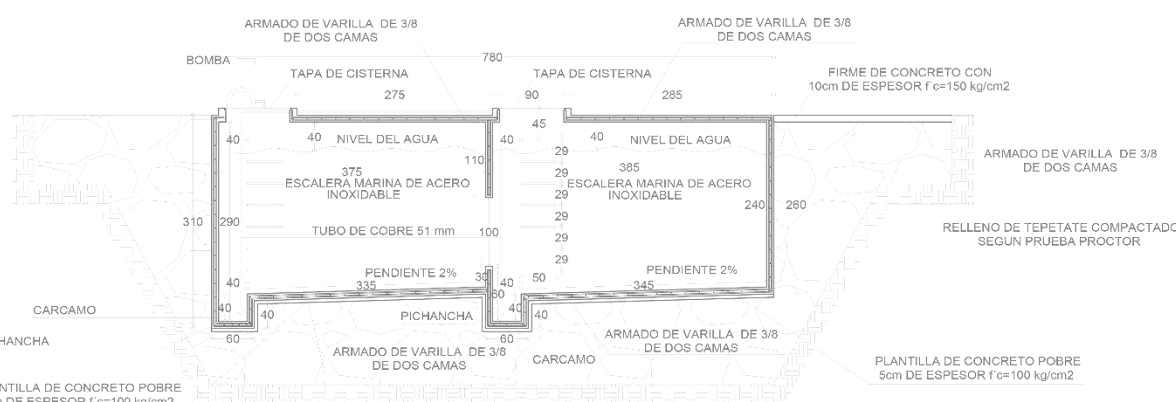 ARMADO DE VARILLA DE 3/8
DE DOS CAMAS
ARMADO DE VARILLA DE 3/8
DE DOS CAMAS
780
BOMBA
TAPA DE CISTERNA
TAPA DE CISTERNA
FIRME DE CONCRETO CON
10cm DE ESPESOR f´c=150 kg/cm2
275
90
285
40
40
NIVEL DEL AGUA
40
45
40
NIVEL DEL AGUA
110
29
375
29
385
ARMADO DE VARILLA DE 3/8
DE DOS CAMAS
ESCALERA MARINA DE ACERO
INOXIDABLE
ESCALERA MARINA DE ACERO
INOXIDABLE
29
240
260
310
290
29
TUBO DE COBRE 51 mm
100
29
29
RELLENO DE TEPETATE COMPACTADO
SEGUN PRUEBA PROCTOR
PENDIENTE 2%
30
50
PENDIENTE 2%
40
335
40
345
60
CARCAMO
40
40
PICHANCHA
40
40
60
60
HANCHA
ARMADO DE VARILLA DE 3/8
DE DOS CAMAS
CARCAMO
ARMADO DE VARILLA DE 3/8
DE DOS CAMAS
PLANTILLA DE CONCRETO POBRE
5cm DE ESPESOR f´c=100 kg/cm2
NTILLA DE CONCRETO POBRE
DE ESPESOR f´c=100 kg/cm2